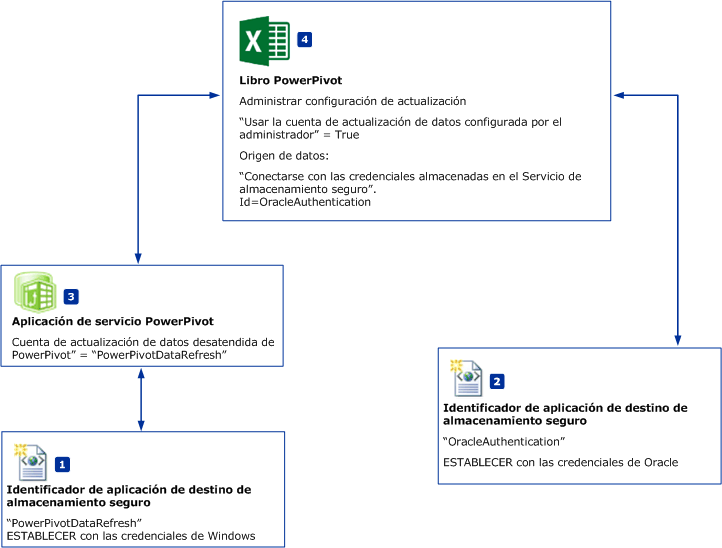 4
Libro PowerPivot
Administrar configuración de actualización
“Usar la cuenta de actualización de datos configurada por el
administrador” = True
Origen de datos:
“Conectarse con las credenciales almacenadas en el Servicio de
almacenamiento seguro”.
Id=OracleAuthentication
3
Aplicación de servicio PowerPivot
Cuenta de actualización de datos desatendida de
PowerPivot” = “PowerPivotDataRefresh”
2
Identificador de aplicación de destino de
almacenamiento seguro
“OracleAuthentication”
ESTABLECER con las credenciales de Oracle
1
Identificador de aplicación de destino de
almacenamiento seguro
“PowerPivotDataRefresh”
ESTABLECER con las credenciales de Windows